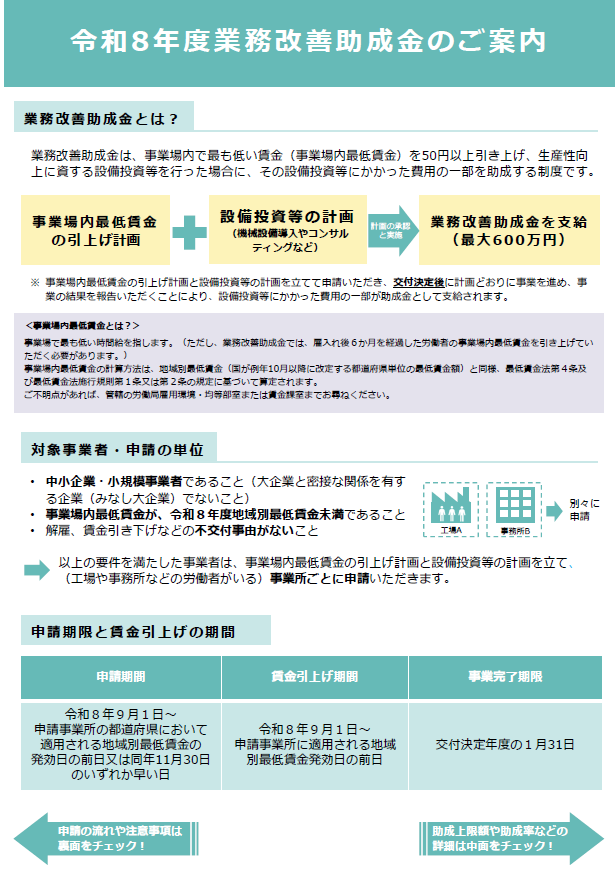 令和８年度業務改善助成金のご案内
業務改善助成金とは？
業務改善助成金は、事業場内で最も低い賃金（事業場内最低賃金）を50円以上引き上げ、生産性向
上に資する設備投資等を行った場合に、その設備投資等にかかった費用の一部を助成する制度です。
事業場内最低賃金
の引上げ計画
設備投資等の計画
（機械設備導入やコンサル
ティングなど）
計画の承認
と実施
業務改善助成金を支給
（最大600万円）
※ 事業場内最低賃金の引上げ計画と設備投資等の計画を立てて申請いただき、交付決定後に計画どおりに事業を進め、事
業の結果を報告いただくことにより、設備投資等にかかった費用の一部が助成金として支給されます。
＜事業場内最低賃金とは？＞
事業場で最も低い時間給を指します。（ただし、業務改善助成金では、雇入れ後６か月を経過した労働者の事業場内最低賃金を引き上げてい
ただく必要があります。）
事業場内最低賃金の計算方法は、地域別最低賃金（国が例年10月以降に改定する都道府県単位の最低賃金額）と同様、最低賃金法第４条及
び最低賃金法施行規則第１条又は第２条の規定に基づいて算定されます。
ご不明点があれば、管轄の労働局雇用環境・均等部室または賃金課室までお尋ねください。
対象事業者・申請の単位
• 中小企業・小規模事業者であること（大企業と密接な関係を有す
る企業（みなし大企業）でないこと）
• 事業場内最低賃金が、令和８年度地域別最低賃金未満であること
• 解雇、賃金引き下げなどの不交付事由がないこと
工場A
事務所B
別々に
申請
以上の要件を満たした事業者は、事業場内最低賃金の引上げ計画と設備投資等の計画を立て、
（工場や事務所などの労働者がいる）事業所ごとに申請いただきます。
申請期限と賃金引上げの期間
申請期間
賃金引上げ期間
事業完了期限
令和８年９月１日～
申請事業所の都道府県において
適用される地域別最低賃金の
発効日の前日又は同年11月30日
のいずれか早い日
令和８年９月１日～
申請事業所に適用される地域
別最低賃金発効日の前日
交付決定年度の１月31日
申請の流れや注意事項は
裏面をチェック！
助成上限額や助成率などの
詳細は中面をチェック！